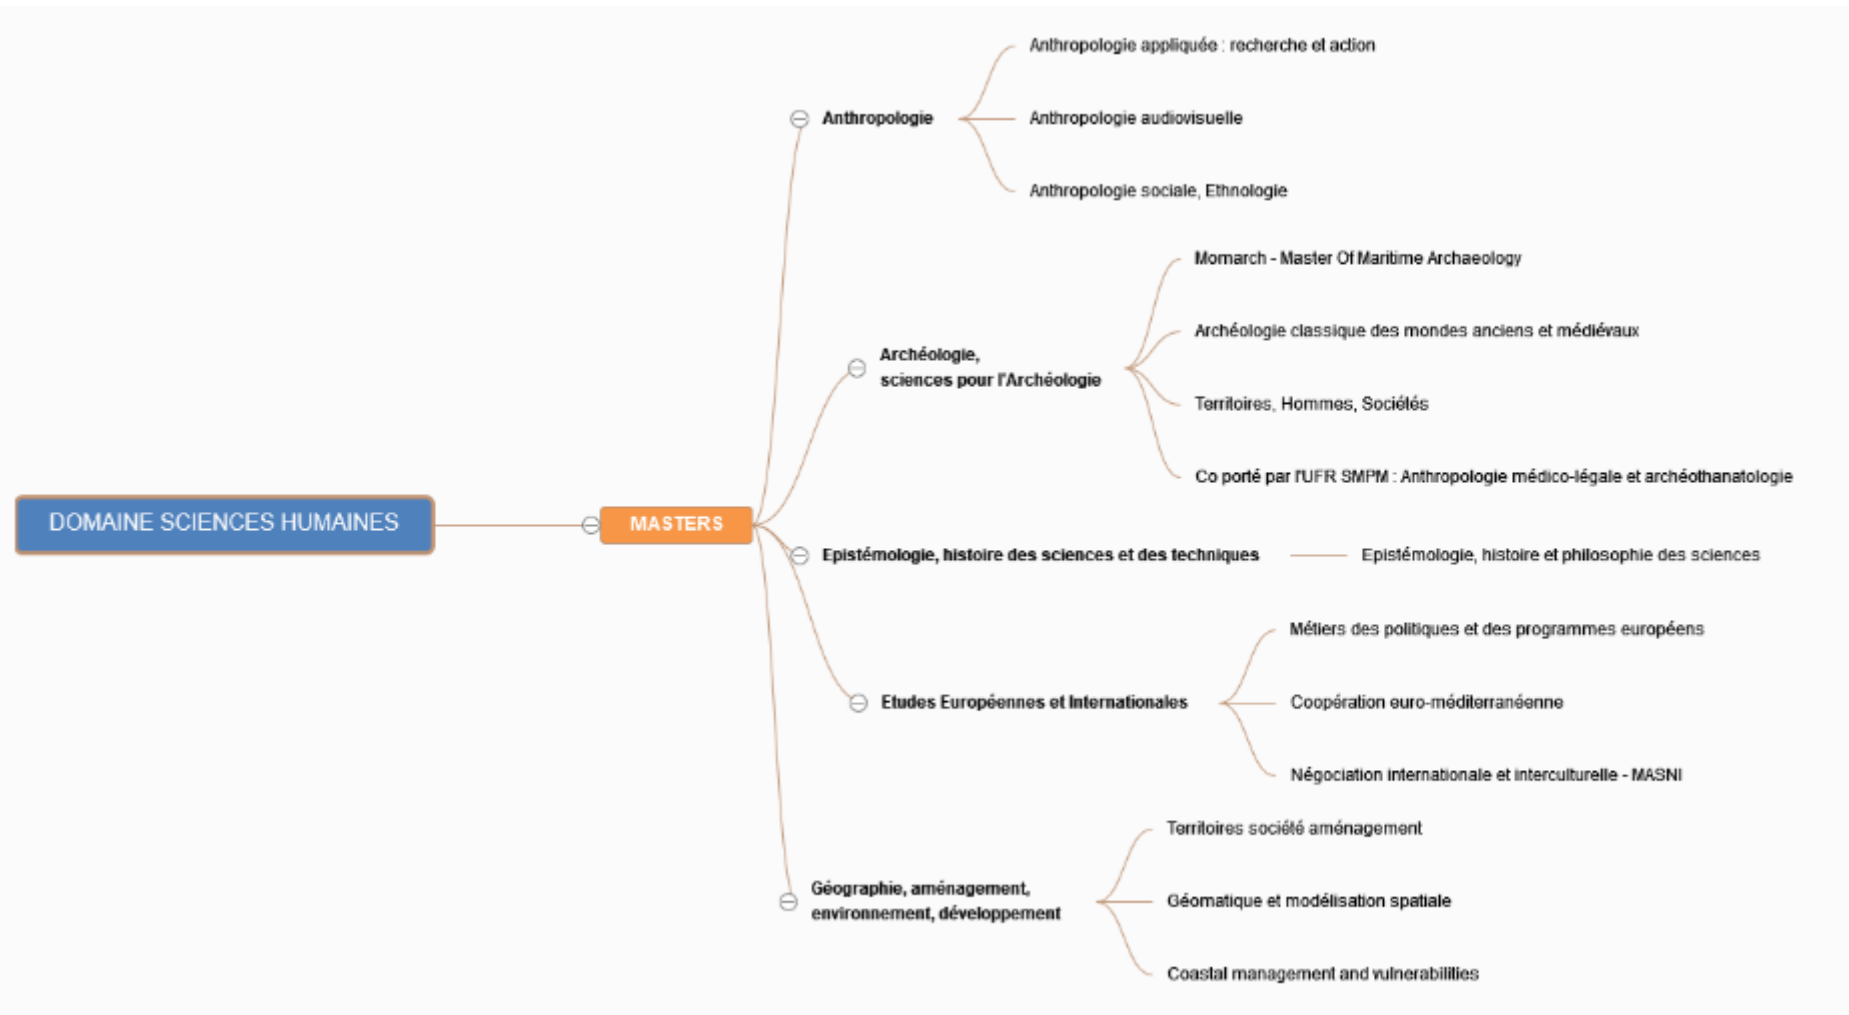 DOMAINE SCIENCES HUMAINES
MASTERS
Anthropologie
Anthropologie appliquée : recherche et action
Anthropologie audiovisuelle
Anthropologie sociale, Ethnologie
Archéologie,
sciences pour l'Archéologie
Momarch - Master Of Maritime Archaeology
Archéologie classique des mondes anciens et médiévaux
Territoires, Hommes, Sociétés
Co porté par l'UFR SMPM : Anthropologie médico-légale et archéothanatologie
Epistémologie, histoire des sciences et des techniques
Epistémologie, histoire et philosophie des sciences
Etudes Européennes et Internationales
Métiers des politiques et des programmes européens
Coopération euro-méditerranéenne
Négociation internationale et interculturelle - MASNI
Géographie, aménagement,
environnement, développement
Territoires société aménagement
Géomatique et modélisation spatiale
Coastal management and vulnerabilities